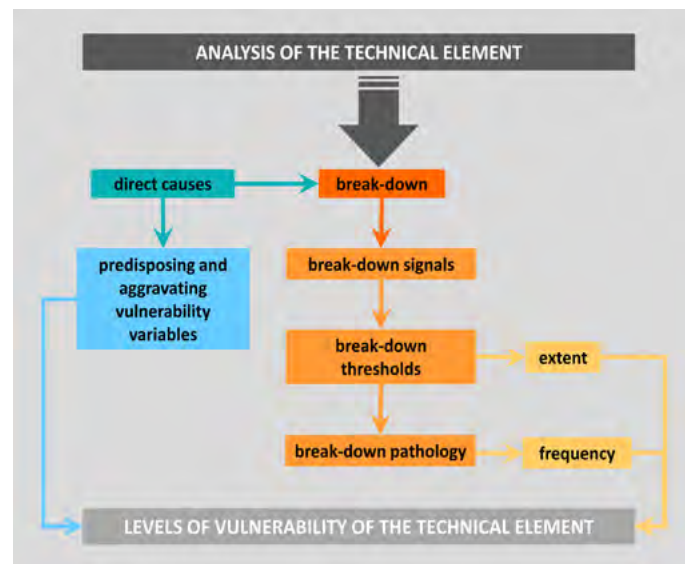 ANALYSIS OF THE TECHNICAL ELEMENT
direct causes
break-down
predisposing and
aggravating
vulnerability
variables
break-down signals
break-down
thresholds
extent
break-down pathology
frequency
LEVELS OF VULNERABILITY OF THE TECHNICAL ELEMENT